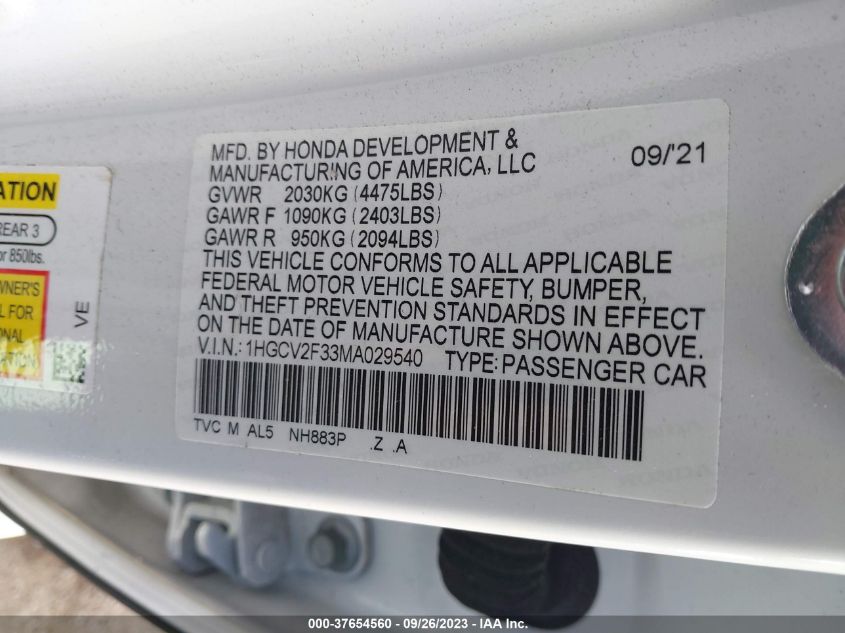 MFD. BY HONDA DEVELOPMENT &
MANUFACTURING OF AMERICA, LLC 09/'21
GVWR 2030KG (4475LBS)
GAWR F 1090KG (2403LBS)
GAWR R 950KG (2094LBS)
THIS VEHICLE CONFORMS TO ALL APPLICABLE
FEDERAL MOTOR VEHICLE SAFETY, BUMPER,
AND THEFT PREVENTION STANDARDS IN EFFECT
ON THE DATE OF MANUFACTURE SHOWN ABOVE.
V.I.N.: 1HGCV2F33MA029540 TYPE: PASSENGER CAR
TVC M AL5 NH883P .Z .A
REAR 3
850lbs.
FOR
VE
000-37654560 - 09/26/2023 - IAA Inc.